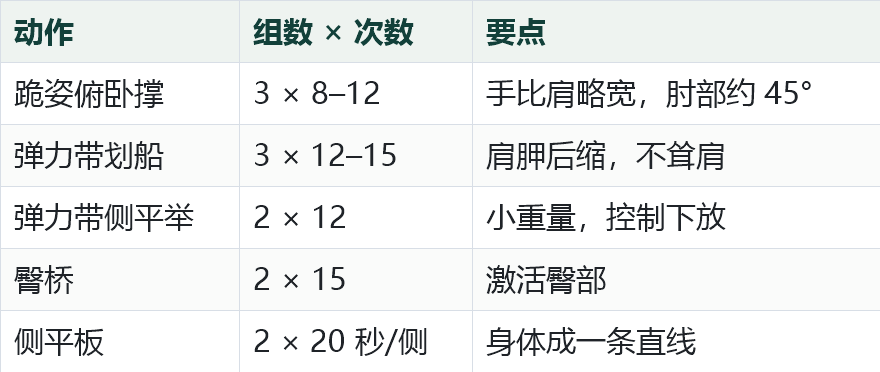 动作 组数 × 次数 要点
跪姿俯卧撑 3 × 8–12 手比肩略宽，肘部约 45°
弹力带划船 3 × 12–15 肩胛后缩，不耸肩
弹力带侧平举 2 × 12 小重量，控制下放
臀桥 2 × 15 激活臀部
侧平板 2 × 20 秒/侧 身体成一条直线